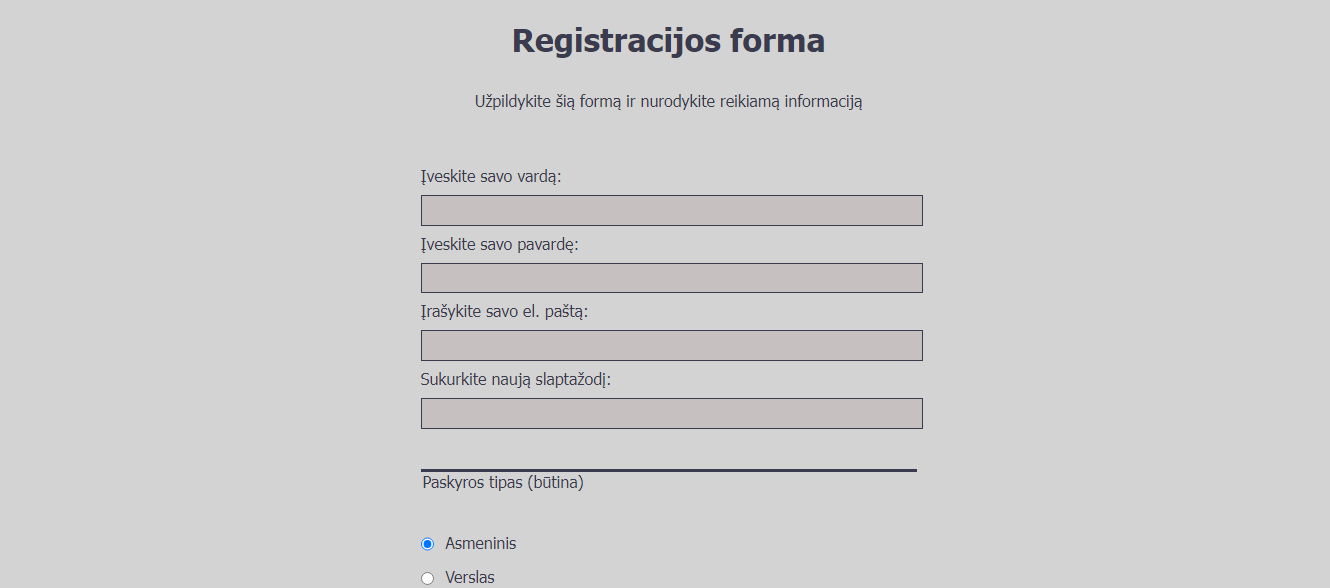 Registracijos forma
Užpildykite šią formą ir nurodykite reikiamą informaciją
Įveskite savo vardą:
Įveskite savo pavardę:
Įrašykite savo el. paštą:
Sukurkite naują slaptažodį:
Paskyros tipas (būtina)
Asmeninis
Verslas